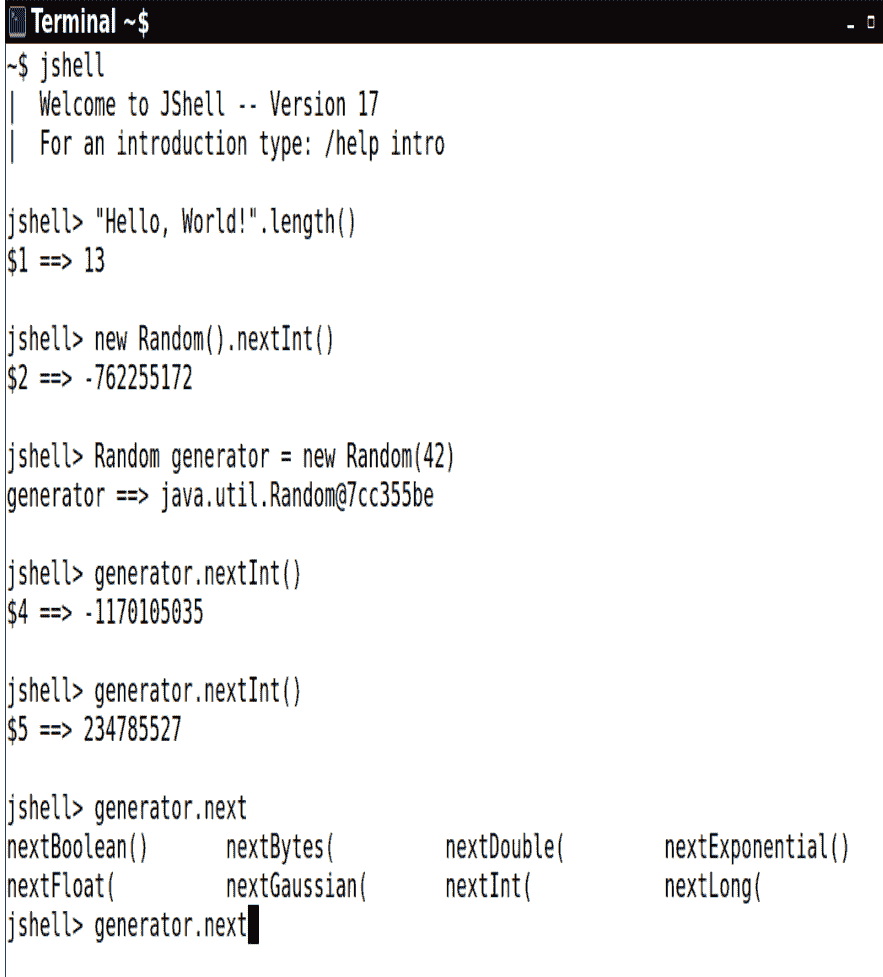 Terminal ~$
~$ jshell
|  Welcome to JShell -- Version 17
|  For an introduction type: /help intro
jshell> "Hello, World!".length()
$1 ==> 13
jshell> new Random().nextInt()
$2 ==> -762255172
jshell> Random generator = new Random(42)
generator ==> java.util.Random@7cc355be
jshell> generator.nextInt()
$4 ==> -1170105035
jshell> generator.nextInt()
$5 ==> 234785527
jshell> generator.next
nextBoolean()       nextBytes(          nextDouble(         nextExponential()
nextFloat(          nextGaussian(       nextInt(            nextLong(
jshell> generator.next